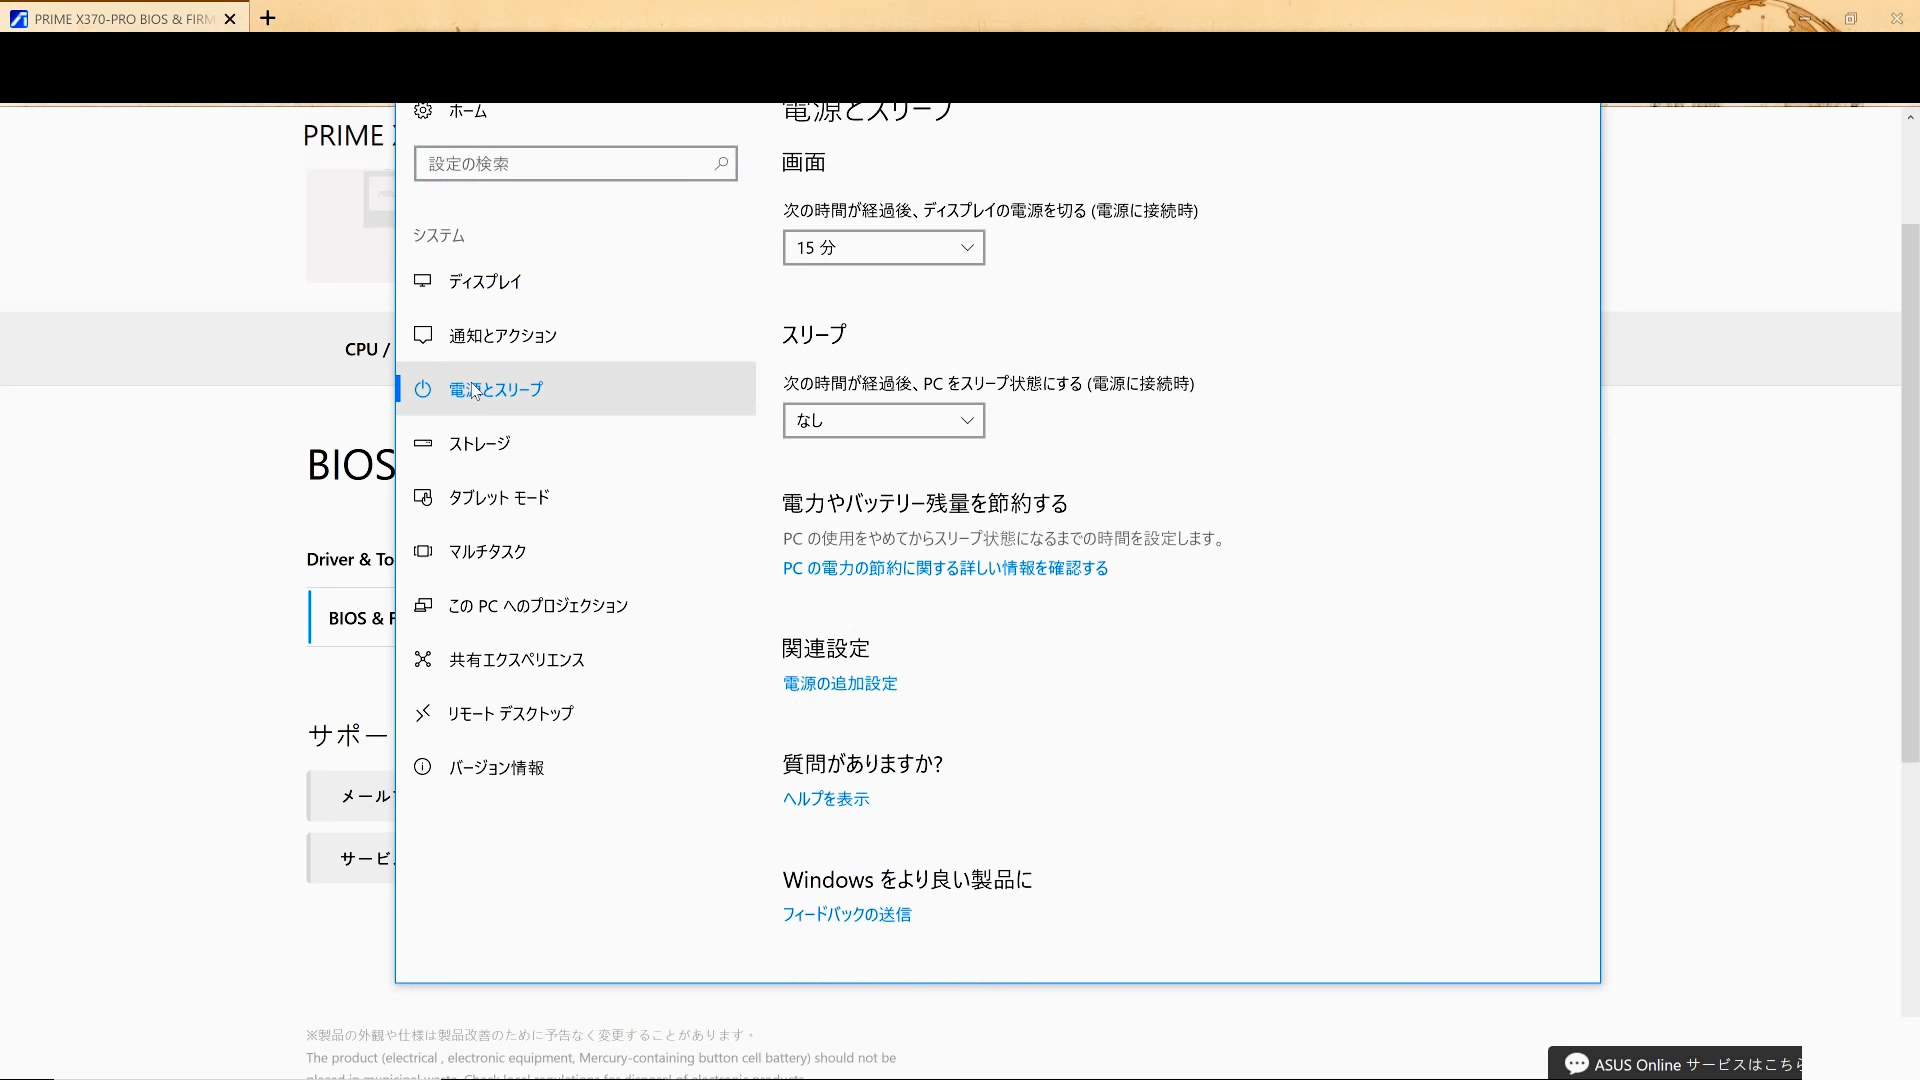 PRIME X370-PRO BIOS & FIRM
ホーム
電源とスリープ
PRIME
設定の検索
画面
次の時間が経過後、ディスプレイの電源を切る (電源に接続時)
15 分
システム
ディスプレイ
通知とアクション
スリープ
CPU /
電源とスリープ
次の時間が経過後、PC をスリープ状態にする (電源に接続時)
なし
ストレージ
BIOS
タブレット モード
電力やバッテリー残量を節約する
PC の使用をやめてからスリープ状態になるまでの時間を設定します。
マルチタスク
PC の電力の節約に関する詳しい情報を確認する
Driver & To
この PC へのプロジェクション
BIOS & F
共有エクスペリエンス
関連設定
電源の追加設定
リモート デスクトップ
サポー
バージョン情報
質問がありますか?
ヘルプを表示
メール
サービ
Windows をより良い製品に
フィードバックの送信
※製品の外観や仕様は製品改善のために予告なく変更することがあります。
The product (electrical , electronic equipment, Mercury-containing button cell battery) should not be
placed in municipal waste. Check local regulations for disposal of electronic products.
ASUS Online サービスはこちら